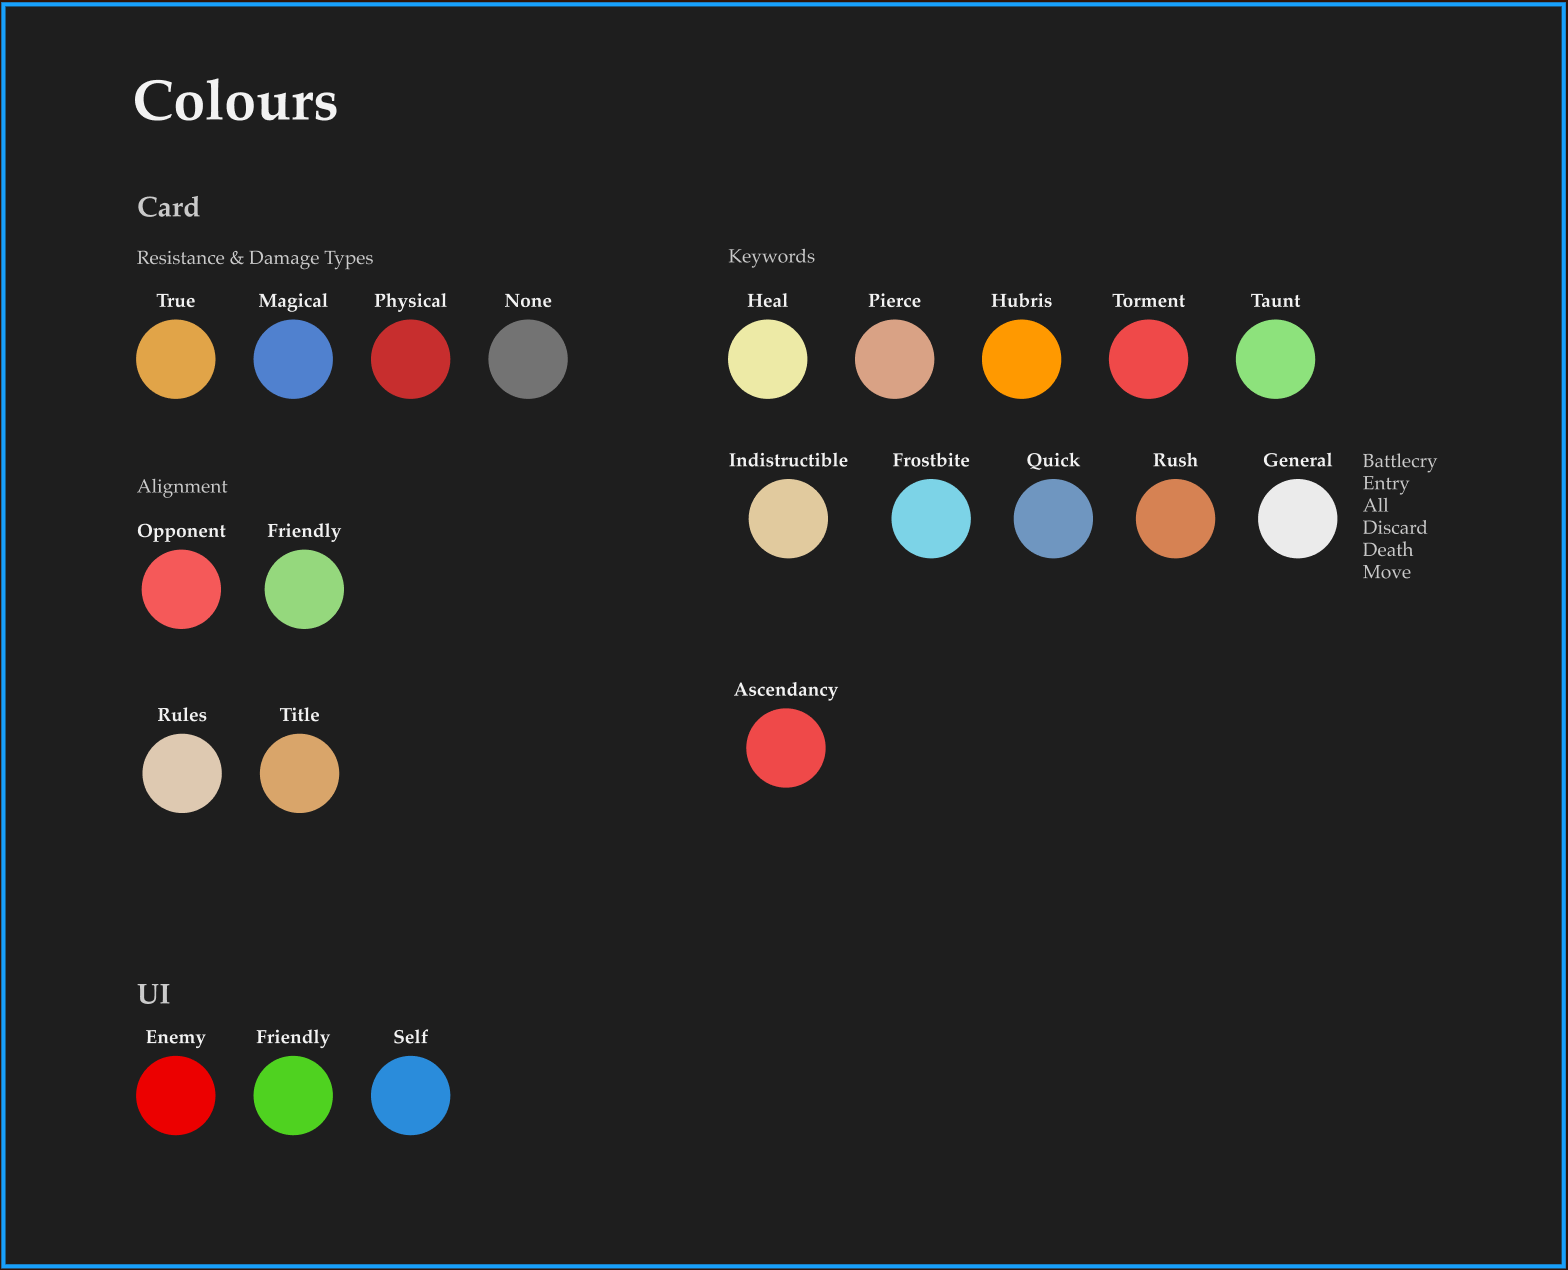 Colours
Card
Resistance & Damage Types
True Magical Physical None
Alignment
Opponent Friendly
Rules Title
Keywords
Heal Pierce Hubris Torment Taunt
Indistructible Frostbite Quick Rush General
Battlecry
Entry
All
Discard
Death
Move
Ascendancy
UI
Enemy Friendly Self